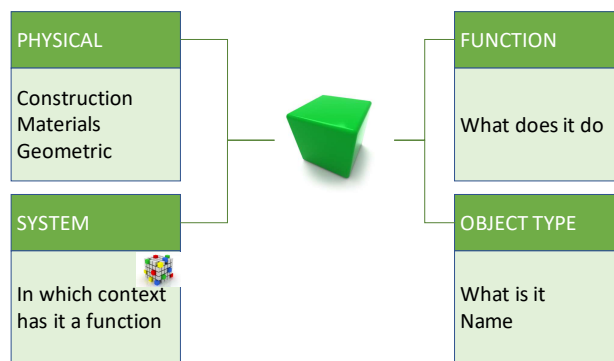 PHYSICAL
Construction
Materials
Geometric
SYSTEM
In which context
has it a function
FUNCTION
What does it do
OBJECT TYPE
What is it
Name